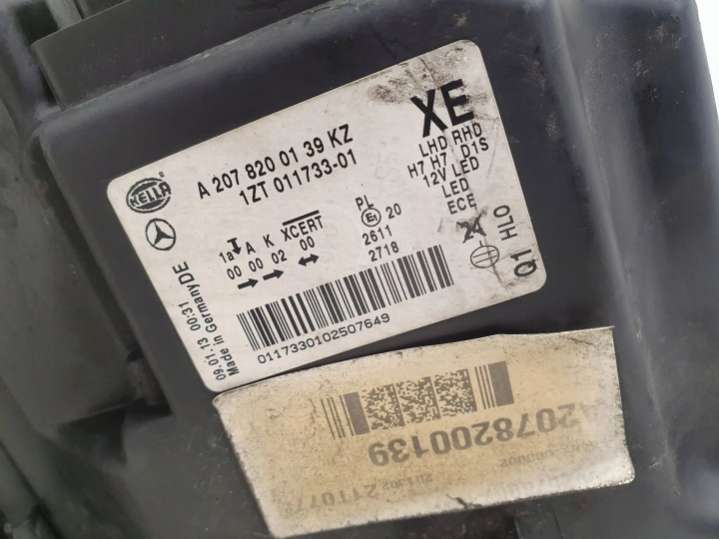 HELLA
A 207 820 01 39 KZ
1ZT 011733-01
XE
LHD RHD
H7 H7 D1S
12V LED
LED
ECE
1a A K XCERT
00 00 02 00
PL
E1 20
2611
2718
24
Q1 HLO
0117330102507649
09.01.13 00:31
Made in Germany DE
A2078200139